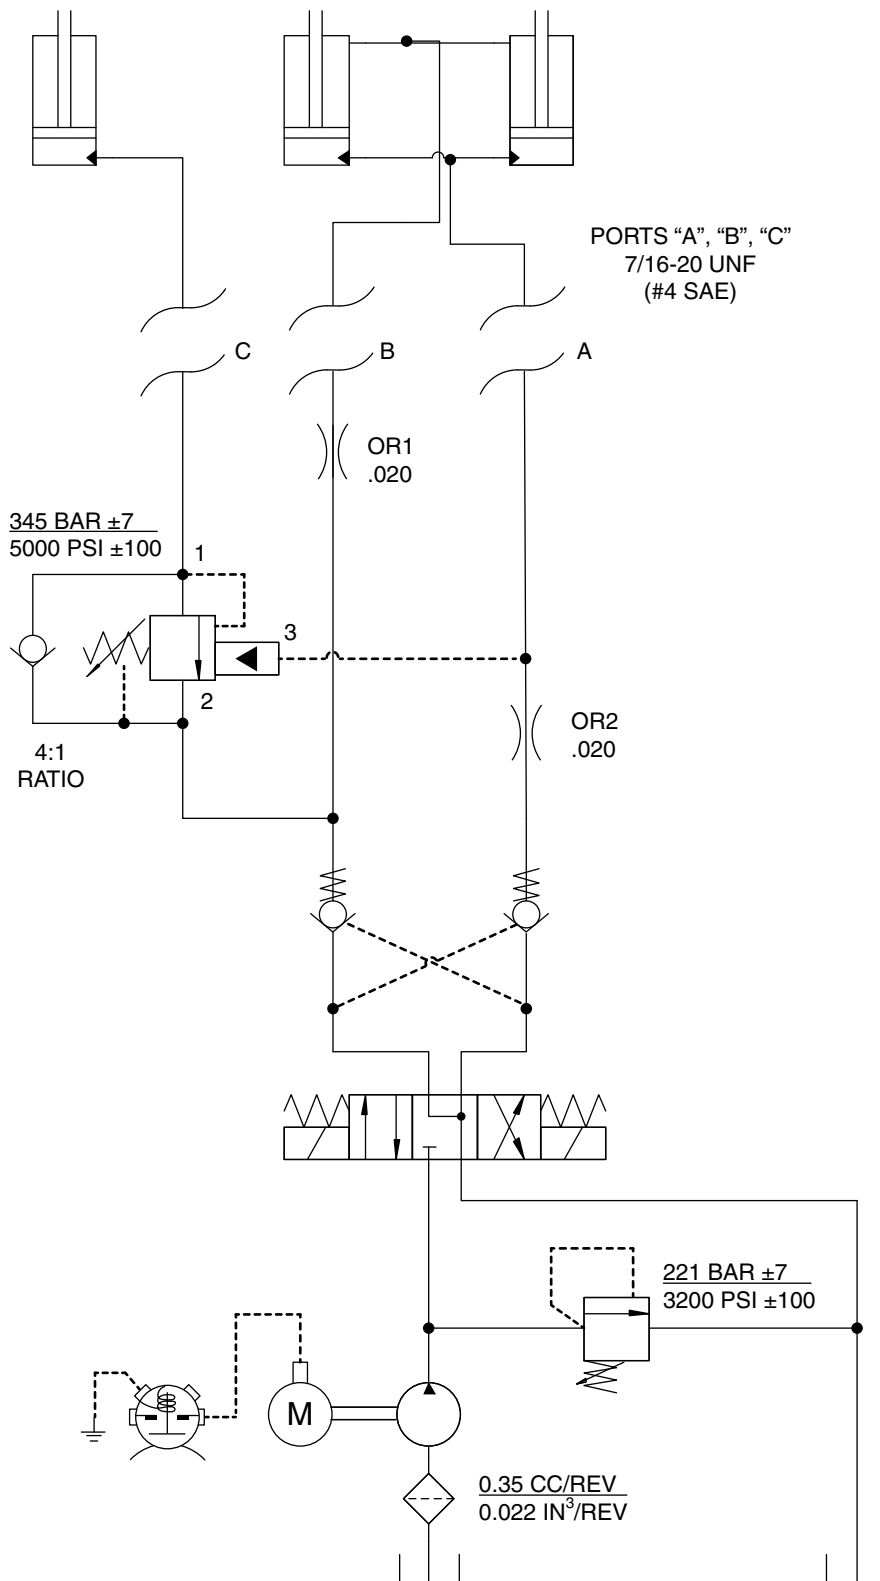 PORTS “A”, “B”, “C”
7/16-20 UNF
(#4 SAE)
C
B
A
OR1
.020
345 BAR ±7
5000 PSI ±100
1
3
2
OR2
.020
4:1
RATIO
221 BAR ±7
3200 PSI ±100
M
0.35 CC/REV
0.022 IN³/REV